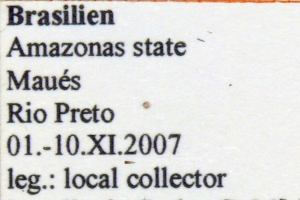 Brasilien
Amazonas state
Maués
Rio Preto
01.-10.XI.2007
leg.: local collector